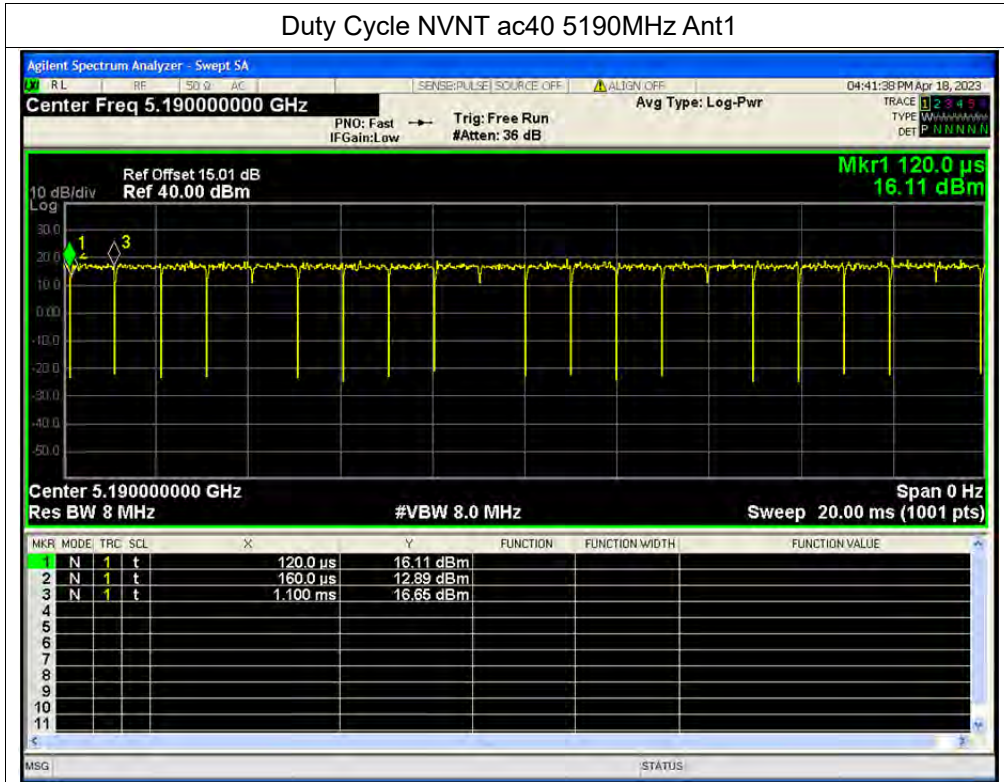 Duty Cycle NVNT ac40 5190MHz Ant1
Agilent Spectrum Analyzer - Swept SA
RL RF 50 Ω AC SENSE:PULSE SOURCE OFF ALIGN OFF 04:41:38 PM Apr 18, 2023
Center Freq 5.190000000 GHz Avg Type: Log-Pwr TRACE 1 2 3 4 5 6
PNO: Fast Trig: Free Run TYPE W
IFGain:Low #Atten: 36 dB DET P N N N N N
Mkr1 120.0 µs
Ref Offset 15.01 dB
10 dB/div Ref 40.00 dBm 16.11 dBm
Log
30.0
1 2 3
20.0
10.0
0.00
-10.0
-20.0
-30.0
-40.0
-50.0
Center 5.190000000 GHz Span 0 Hz
Res BW 8 MHz #VBW 8.0 MHz Sweep 20.00 ms (1001 pts)
MKR MODE TRC SCL X Y FUNCTION FUNCTION WIDTH FUNCTION VALUE
1 N 1 t 120.0 µs 16.11 dBm
2 N 1 t 160.0 µs 12.89 dBm
3 N 1 t 1.100 ms 16.65 dBm
4
5
6
7
8
9
10
11
MSG STATUS